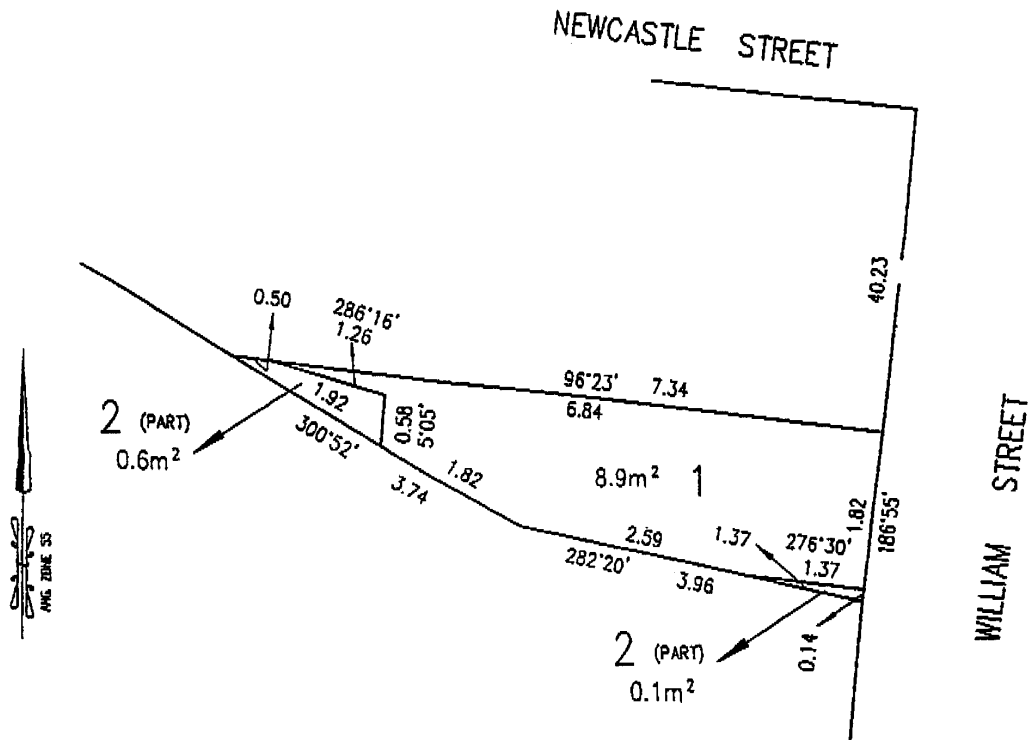 NEWCASTLE STREET
40.23
0.50
286°16'
1.26
96°23' 7.34
6.84
2 (PART)
0.6m²
1.92
300°52'
0.58
5°05'
1.82
3.74
8.9m² 1
1.82
186°55'
WILLIAM STREET
2.59
282°20'
3.96
1.37
276°30'
1.37
0.14
2 (PART)
0.1m²
AMG ZONE 55